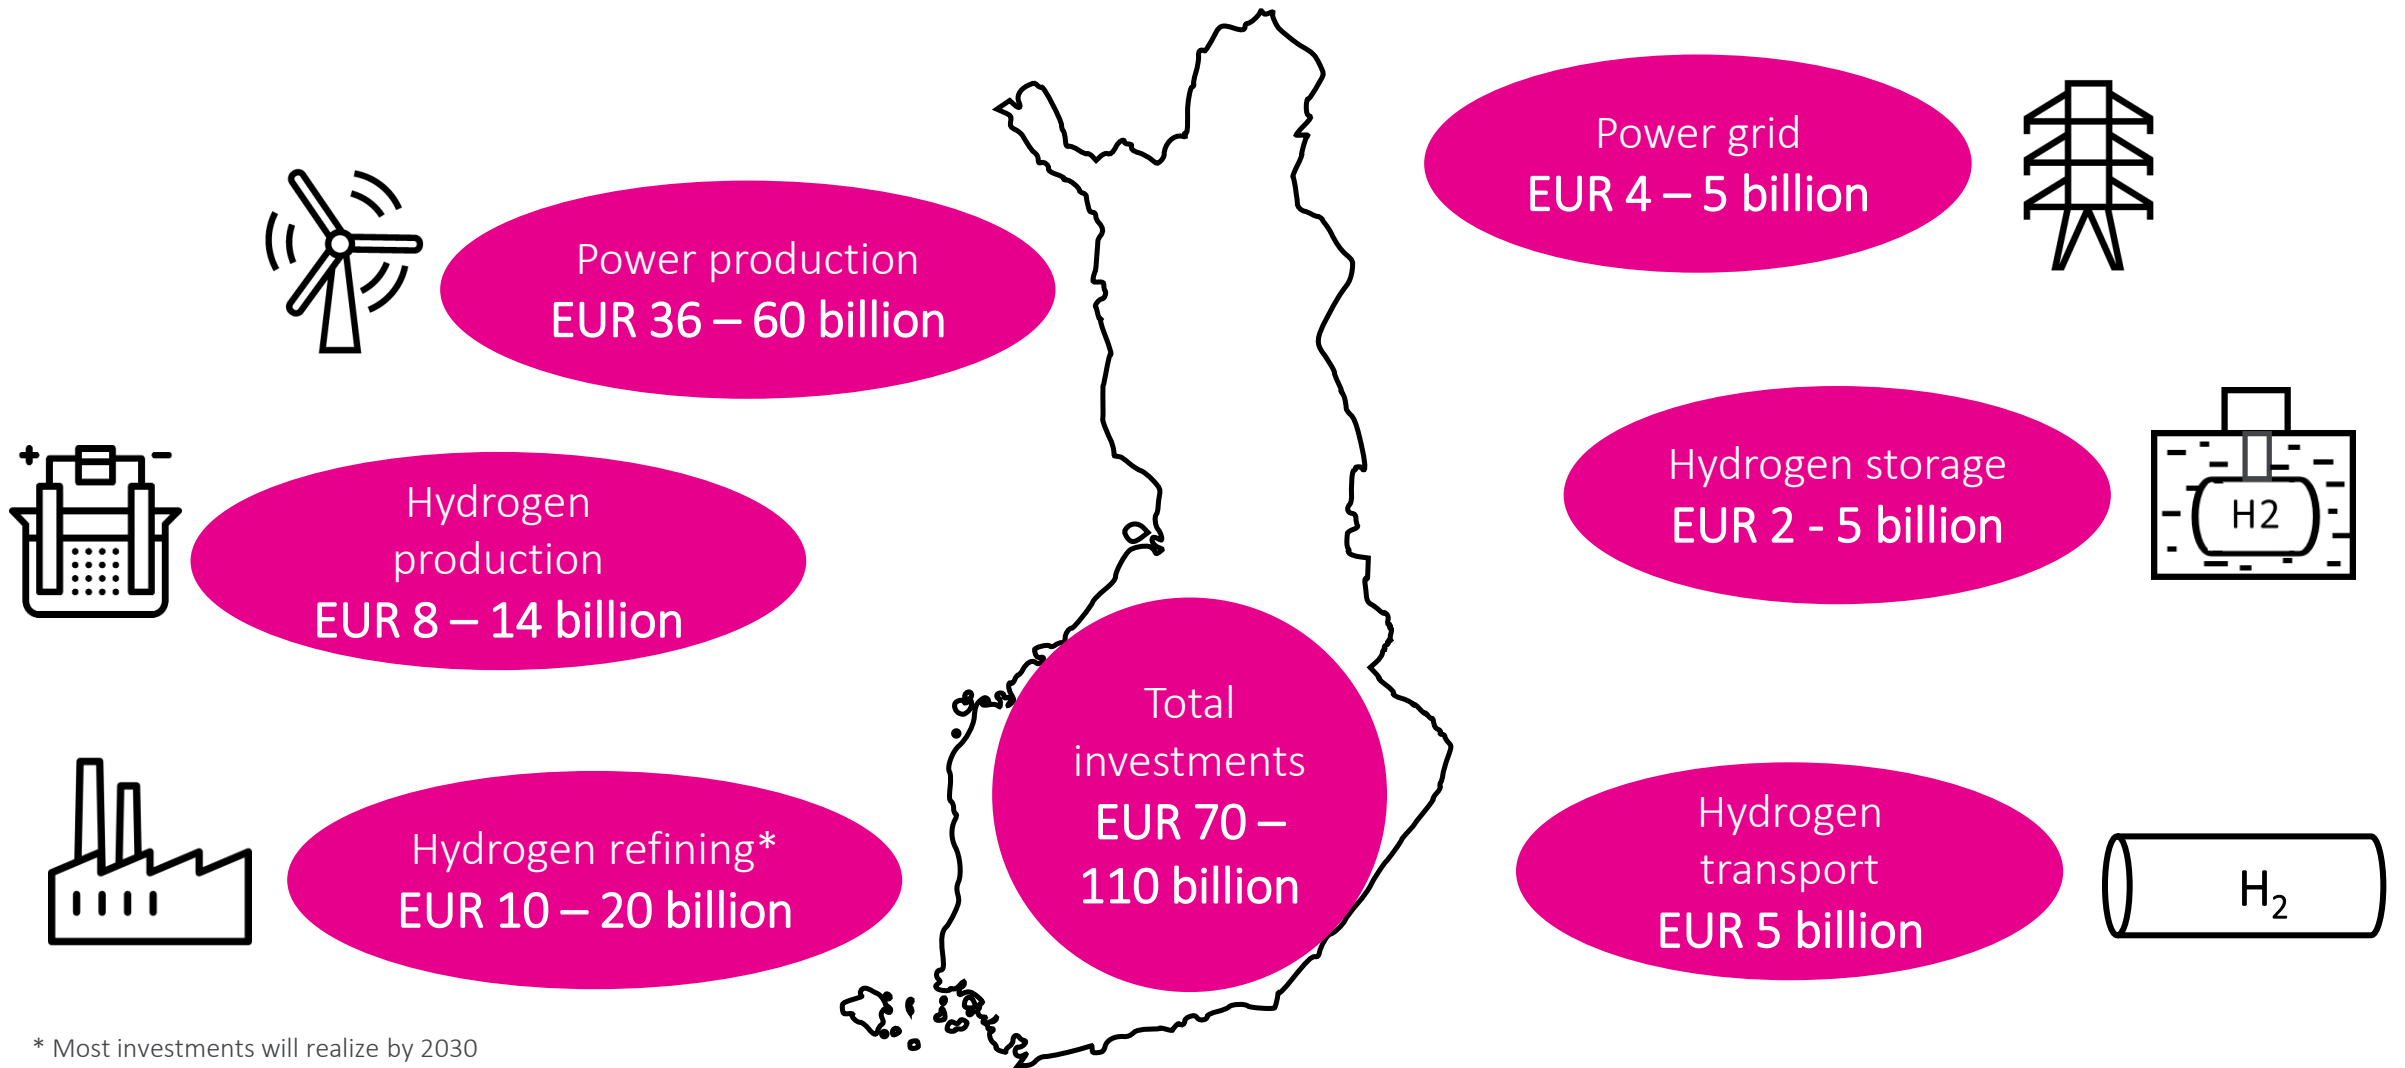 Power grid
EUR 4 – 5 billion
Power production
EUR 36 – 60 billion
Hydrogen storage
EUR 2 - 5 billion
H2
+ –
Hydrogen
production
EUR 8 – 14 billion
Total
investments
EUR 70 –
110 billion
Hydrogen refining*
EUR 10 – 20 billion
Hydrogen
transport
EUR 5 billion
H₂
* Most investments will realize by 2030